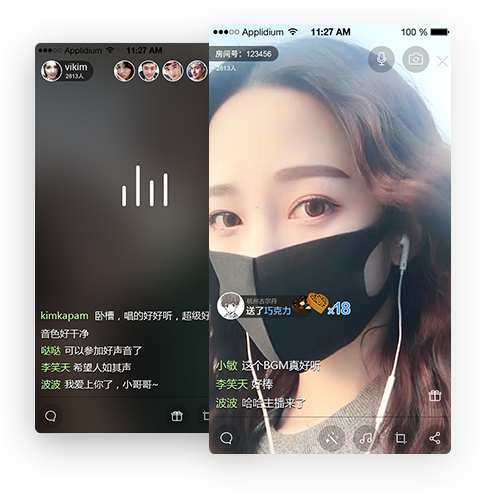 Applidium
11:27 AM
vikim
2813人
kimkapam 卧槽，唱的好好听，超级好
音色好干净
哒哒 可以参加好声音了
李笑天 希望人如其声
波波 我爱上你了，小哥哥~
Applidium
11:27 AM
100 %
房间号：123456
2813人
杭州古尔丹
送了巧克力 x18
小敏 这个BGM真好听
李笑天 好棒
波波 哈哈主播来了